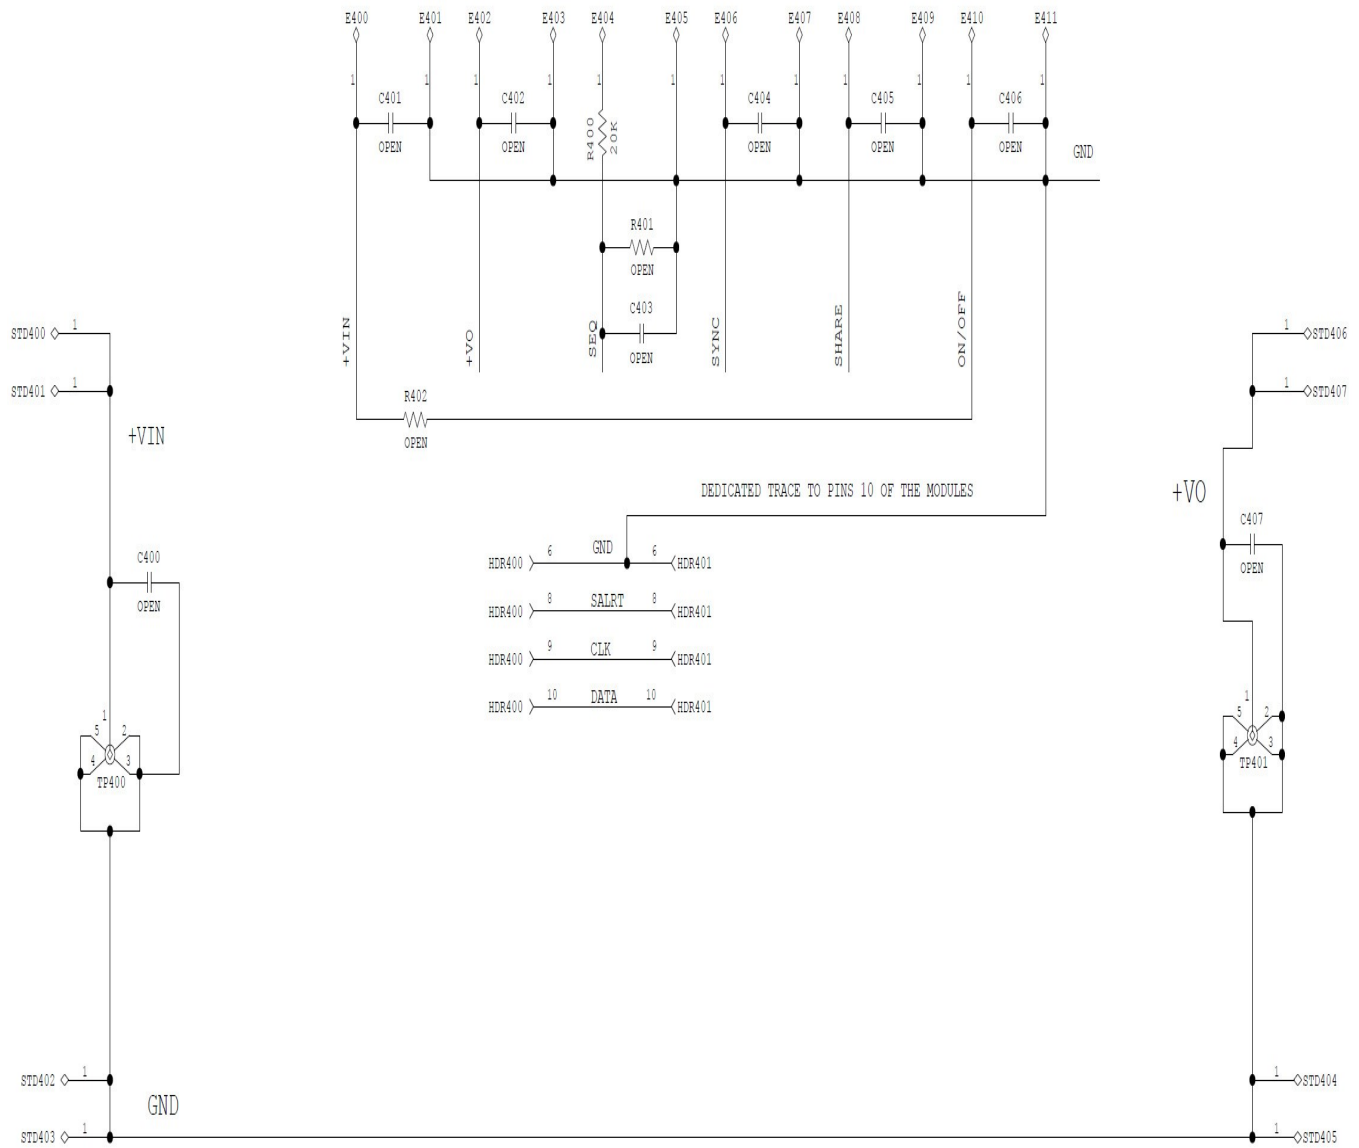 E400 E401 E402 E403 E404 E405 E406 E407 E408 E409 E410 E411
1 1 1 1 1 1 1 1 1 1 1 1
C401 C402 C404 C405 C406
R400
20K
OPEN OPEN OPEN OPEN OPEN
GND
R401
OPEN
C403
OPEN
+VIN
+VO
SEQ
SYNC
SHARE
ON/OFF
STD400 1
1 STD406
STD401 1
1 STD407
R402
OPEN
+VIN
DEDICATED TRACE TO PINS 10 OF THE MODULES
+VO
C407
OPEN
C400
OPEN
HDR400 6 GND 6 HDR401
HDR400 8 SALRT 8 HDR401
HDR400 9 CLK 9 HDR401
HDR400 10 DATA 10 HDR401
1
5 2
4 3
TP400
1
5 2
4 3
TP401
STD402 1
1 STD404
GND
STD403 1
1 STD405